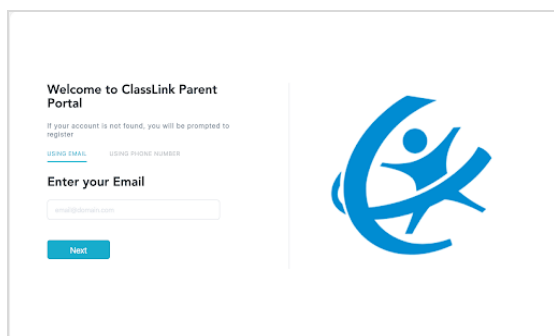 Welcome to ClassLink Parent
Portal
If your account is not found, you will be prompted to
register
USING EMAIL USING PHONE NUMBER
Enter your Email
email@domain.com
Next